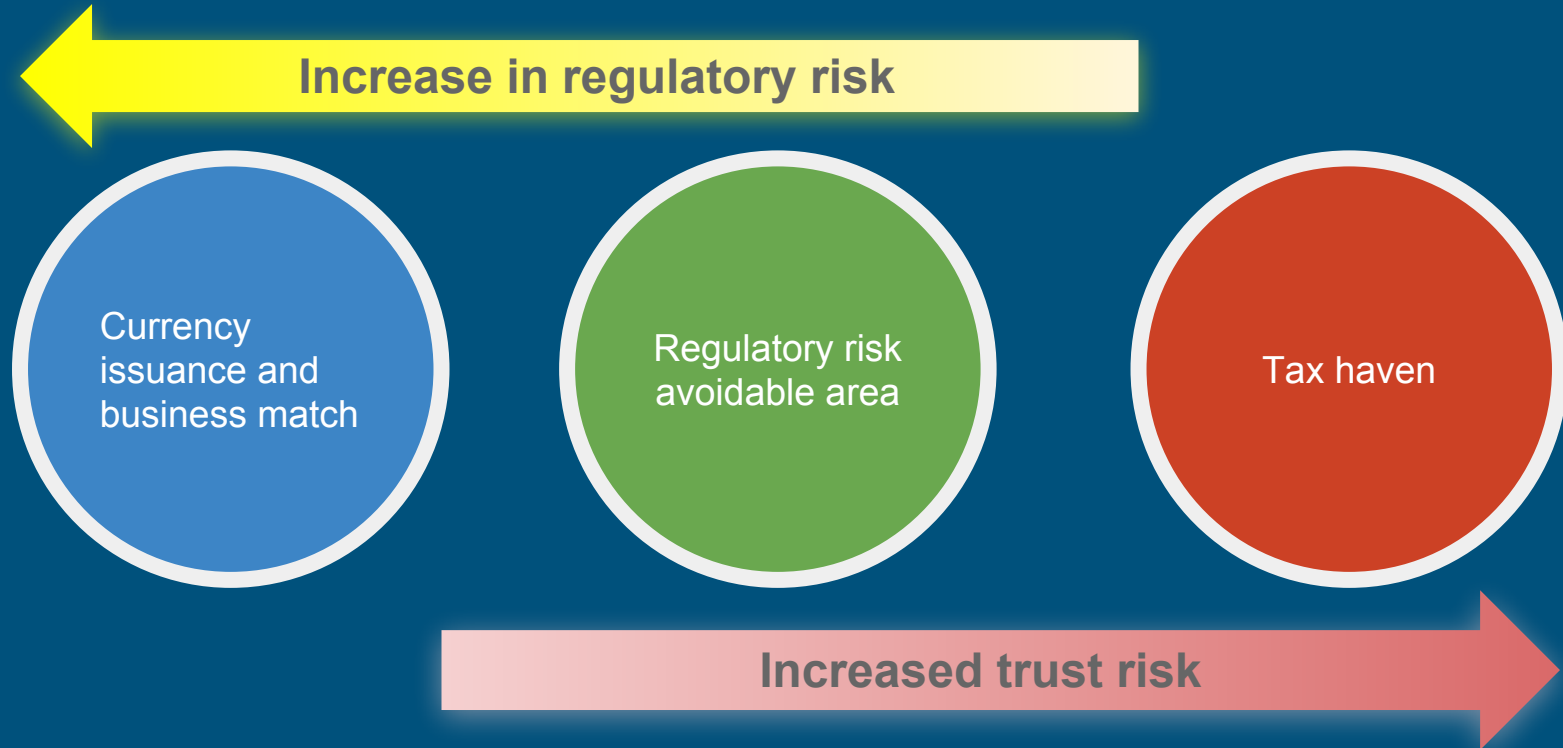 Increase in regulatory risk
Currency
issuance and
business match
Regulatory risk
avoidable area
Tax haven
Increased trust risk